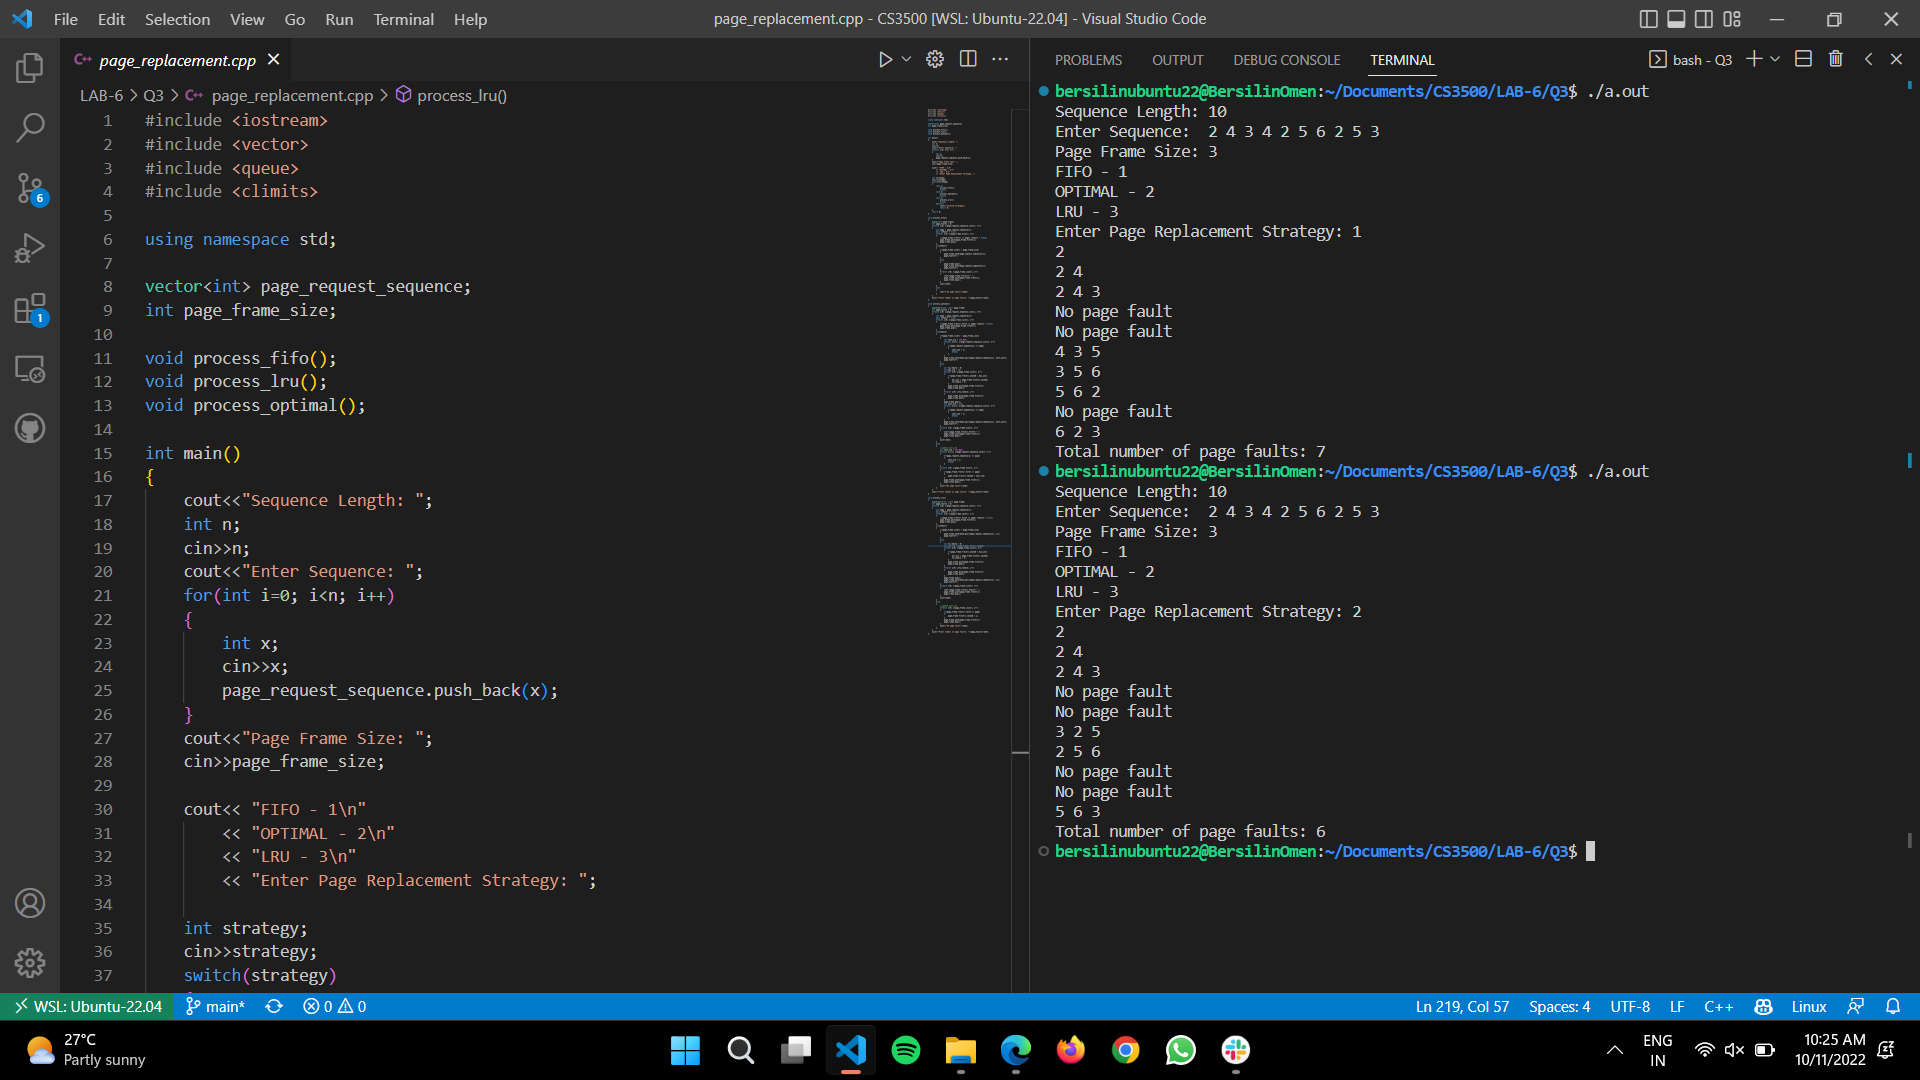 File Edit Selection View Go Run Terminal Help
page_replacement.cpp - CS3500 [WSL: Ubuntu-22.04] - Visual Studio Code
page_replacement.cpp
LAB-6 > Q3 > page_replacement.cpp > process_lru()
1 #include <iostream>
2 #include <vector>
3 #include <queue>
4 #include <climits>
5
6 using namespace std;
7
8 vector<int> page_request_sequence;
9 int page_frame_size;
10
11 void process_fifo();
12 void process_lru();
13 void process_optimal();
14
15 int main()
16 {
17 cout<<"Sequence Length: ";
18 int n;
19 cin>>n;
20 cout<<"Enter Sequence: ";
21 for(int i=0; i<n; i++)
22 {
23 int x;
24 cin>>x;
25 page_request_sequence.push_back(x);
26 }
27 cout<<"Page Frame Size: ";
28 cin>>page_frame_size;
29
30 cout<< "FIFO - 1\n"
31 << "OPTIMAL - 2\n"
32 << "LRU - 3\n"
33 << "Enter Page Replacement Strategy: ";
34
35 int strategy;
36 cin>>strategy;
37 switch(strategy)
PROBLEMS OUTPUT DEBUG CONSOLE TERMINAL
bash - Q3
bersilinubuntu22@BersilinOmen:~/Documents/CS3500/LAB-6/Q3$ ./a.out
Sequence Length: 10
Enter Sequence:  2 4 3 4 2 5 6 2 5 3
Page Frame Size: 3
FIFO - 1
OPTIMAL - 2
LRU - 3
Enter Page Replacement Strategy: 1
2
2 4
2 4 3
No page fault
No page fault
4 3 5
3 5 6
5 6 2
No page fault
6 2 3
Total number of page faults: 7
bersilinubuntu22@BersilinOmen:~/Documents/CS3500/LAB-6/Q3$ ./a.out
Sequence Length: 10
Enter Sequence:  2 4 3 4 2 5 6 2 5 3
Page Frame Size: 3
FIFO - 1
OPTIMAL - 2
LRU - 3
Enter Page Replacement Strategy: 2
2
2 4
2 4 3
No page fault
No page fault
3 2 5
2 5 6
No page fault
No page fault
5 6 3
Total number of page faults: 6
bersilinubuntu22@BersilinOmen:~/Documents/CS3500/LAB-6/Q3$
6
1
WSL: Ubuntu-22.04 main* 0 0
Ln 219, Col 57 Spaces: 4 UTF-8 LF C++ Linux
27°C
Partly sunny
ENG
IN
10:25 AM
10/11/2022